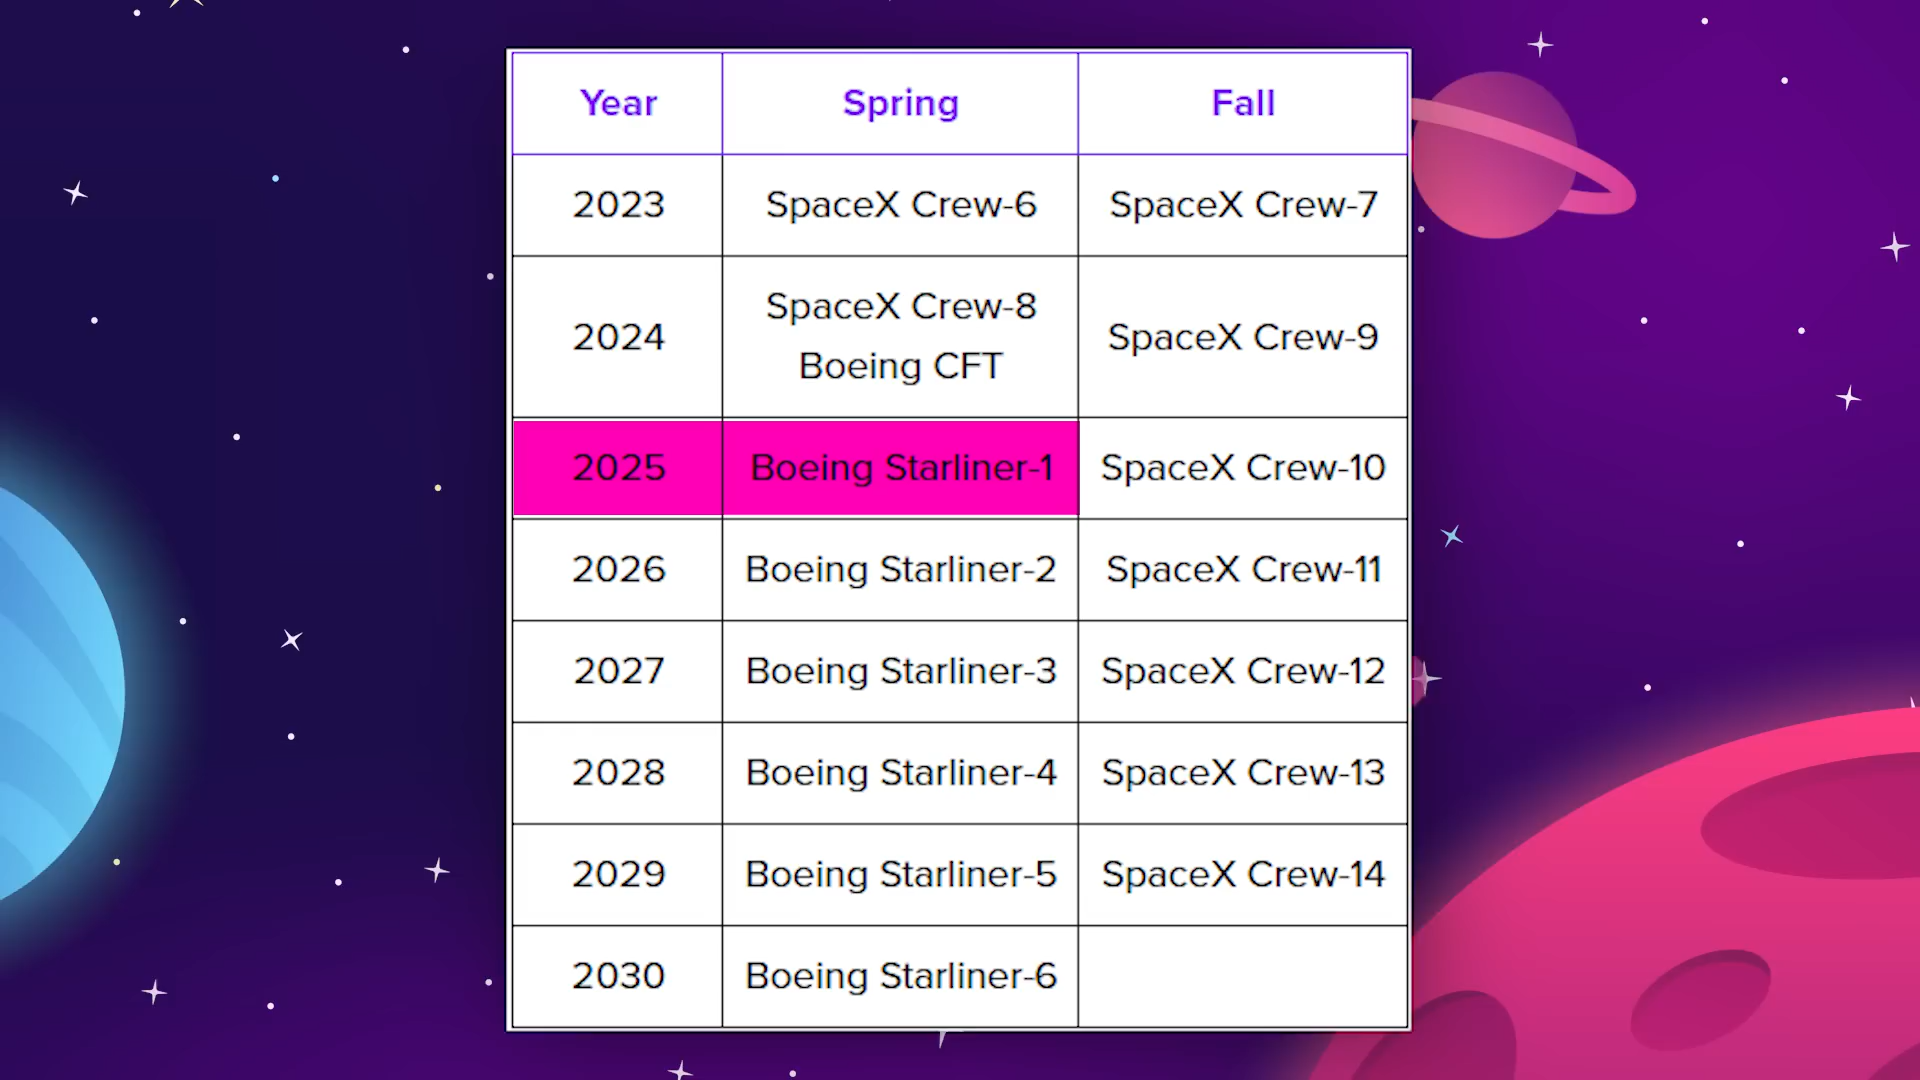 Year Spring Fall
2023 SpaceX Crew-6 SpaceX Crew-7
2024 SpaceX Crew-8 SpaceX Crew-9
Boeing CFT
2025 Boeing Starliner-1 SpaceX Crew-10
2026 Boeing Starliner-2 SpaceX Crew-11
2027 Boeing Starliner-3 SpaceX Crew-12
2028 Boeing Starliner-4 SpaceX Crew-13
2029 Boeing Starliner-5 SpaceX Crew-14
2030 Boeing Starliner-6